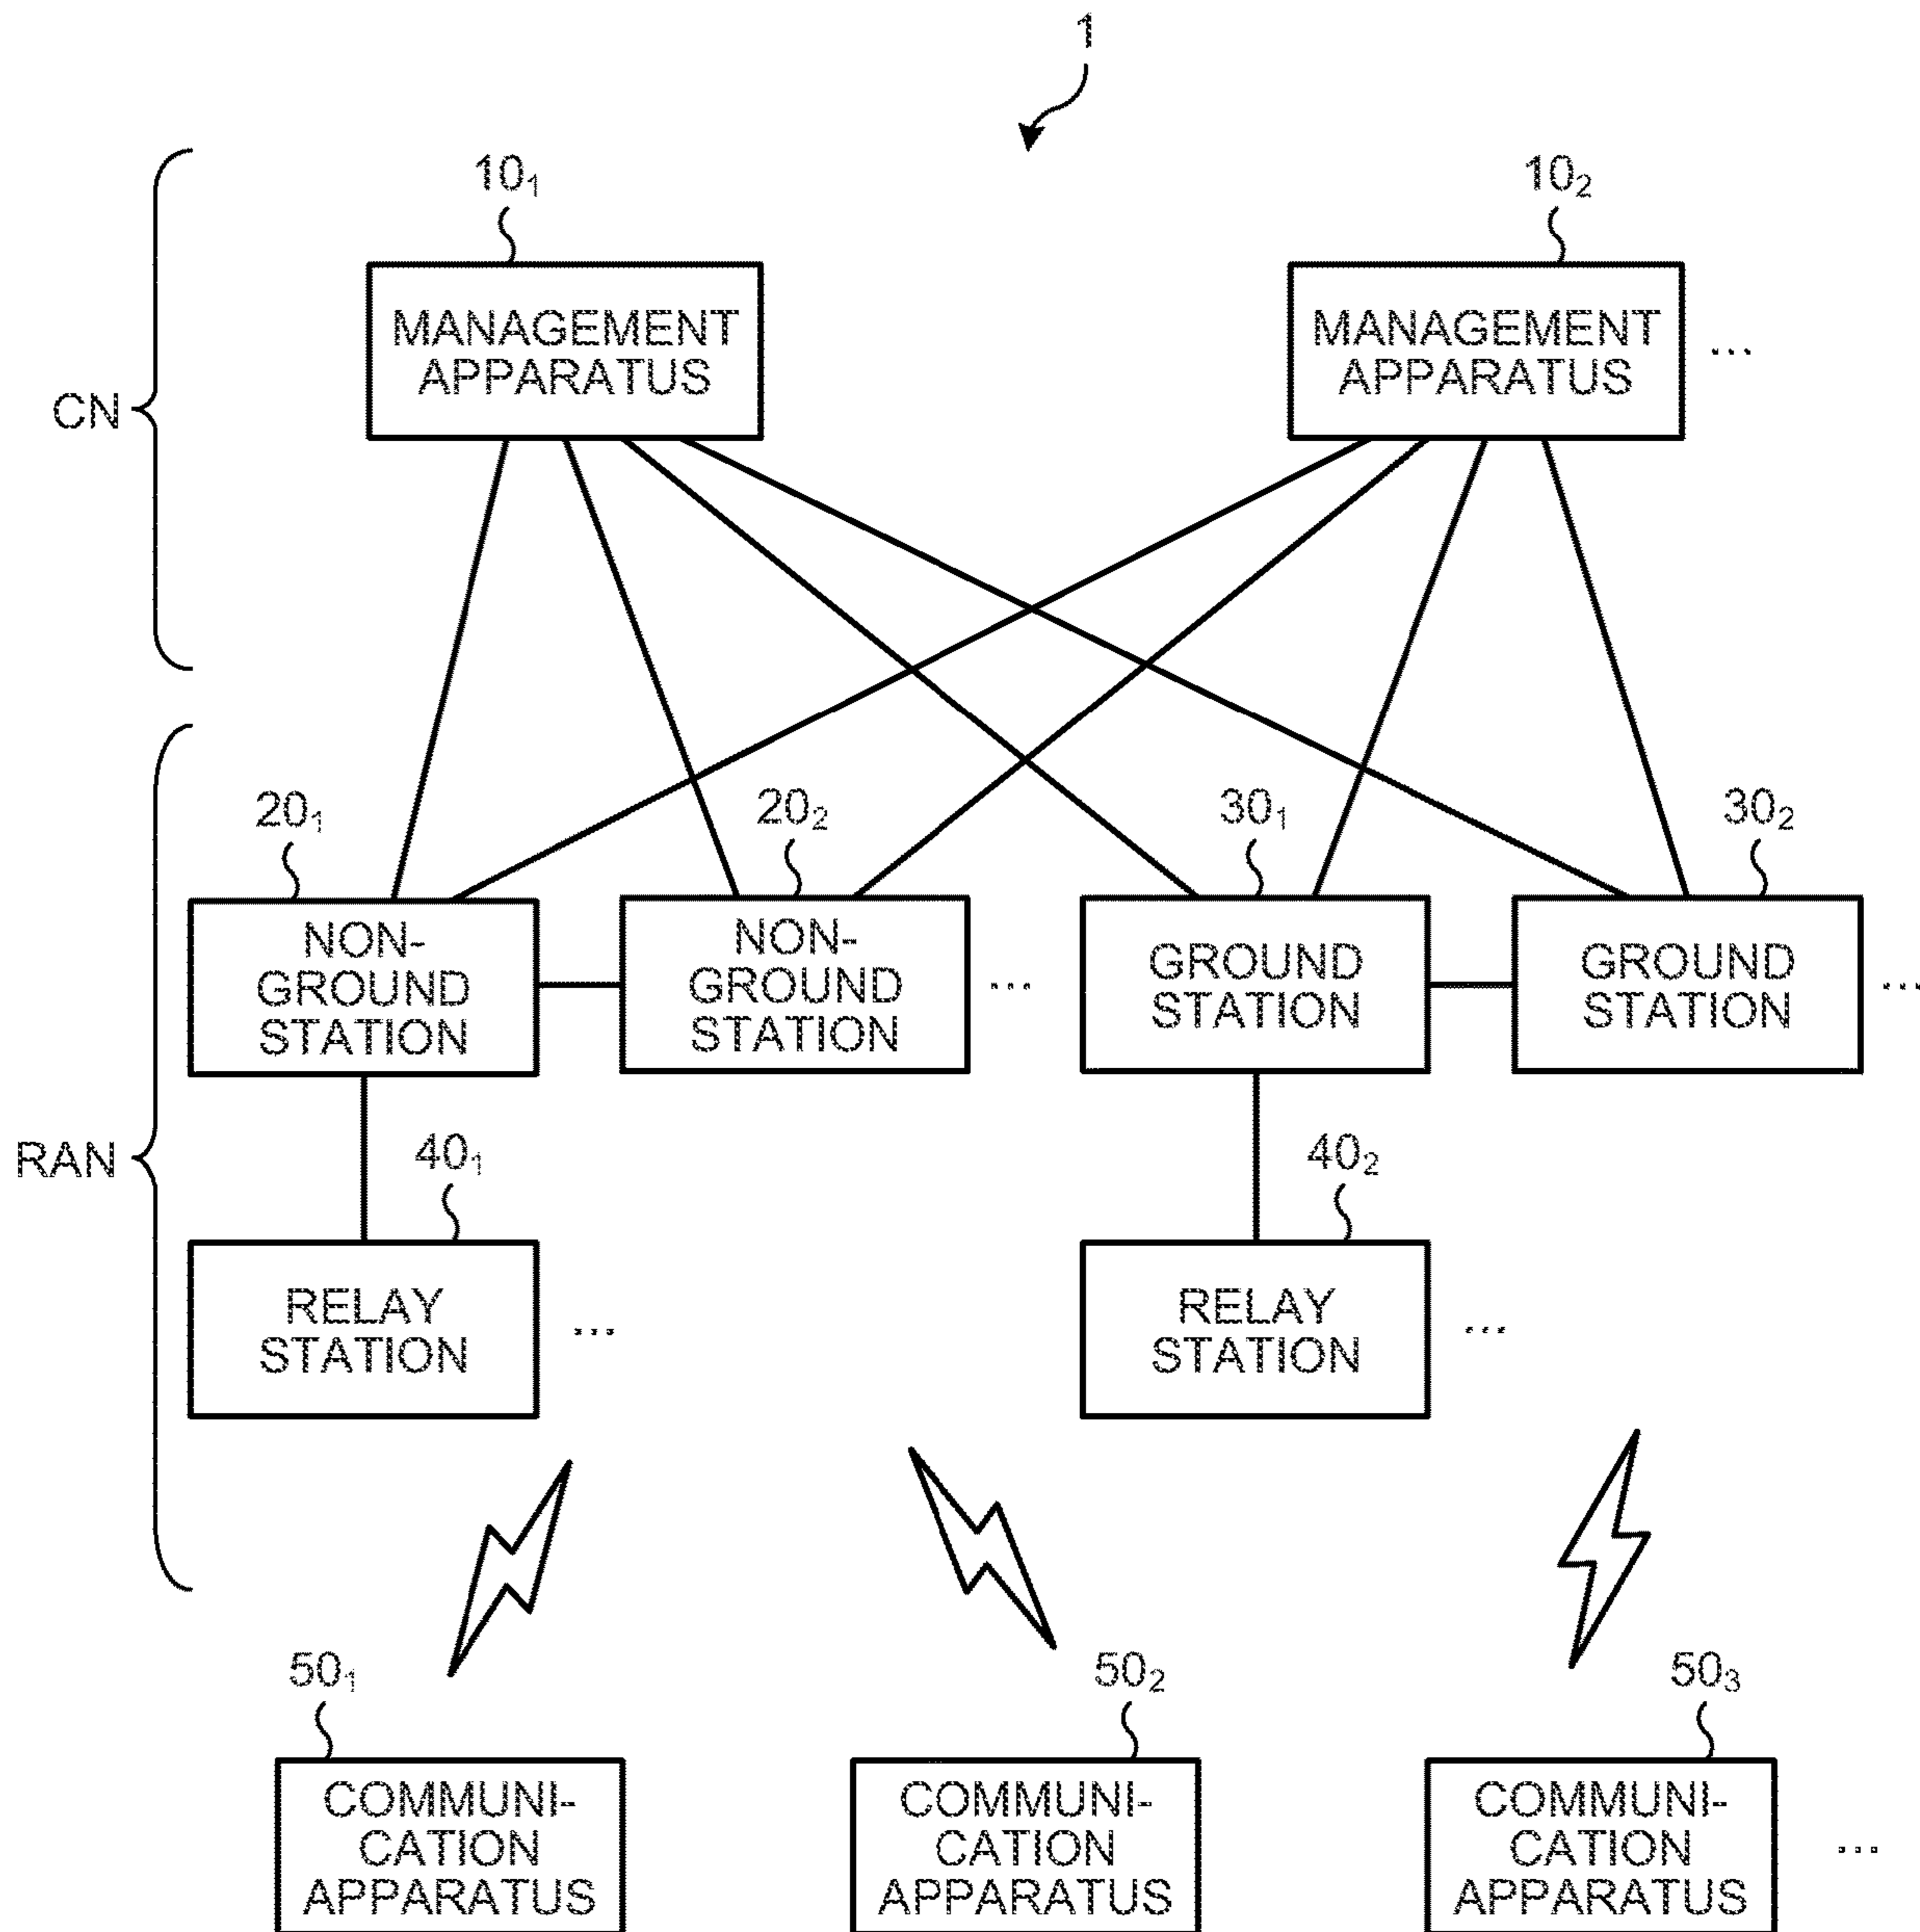 1
10₁
10₂
MANAGEMENT
APPARATUS
MANAGEMENT
APPARATUS
...
CN
20₁
20₂
30₁
30₂
NON-
GROUND
STATION
NON-
GROUND
STATION
...
GROUND
STATION
GROUND
STATION
...
RAN
40₁
40₂
RELAY
STATION
...
RELAY
STATION
...
50₁
50₂
50₃
COMMUNI-
CATION
APPARATUS
COMMUNI-
CATION
APPARATUS
COMMUNI-
CATION
APPARATUS
...